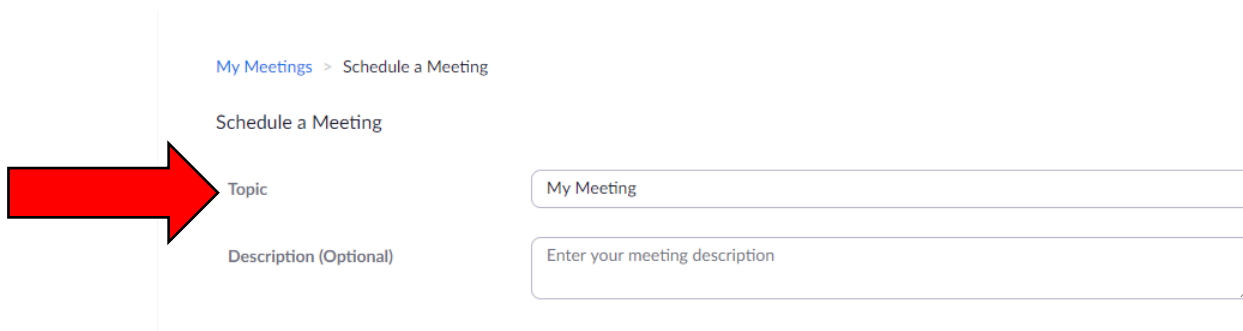 My Meetings > Schedule a Meeting
Schedule a Meeting
Topic My Meeting
Description (Optional) Enter your meeting description